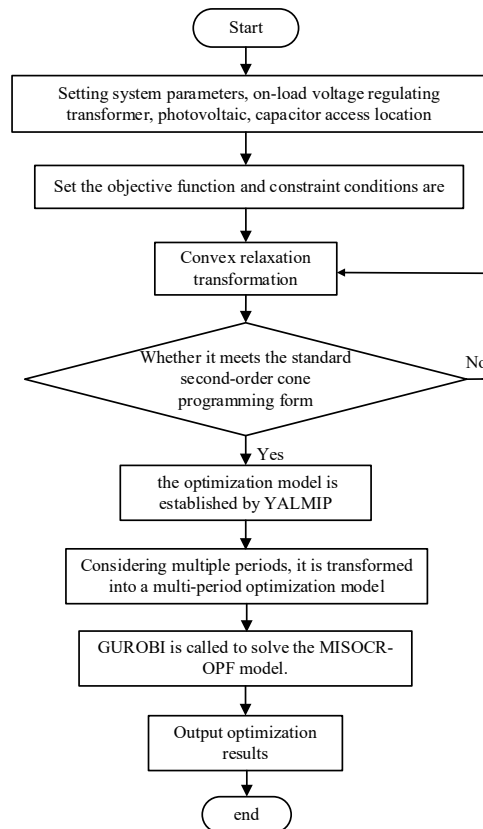 Start
Setting system parameters, on-load voltage regulating
transformer, photovoltaic, capacitor access location
Set the objective function and constraint conditions are
Convex relaxation
transformation
Whether it meets the standard
second-order cone
programming form
No
Yes
the optimization model is
established by YALMIP
Considering multiple periods, it is transformed
into a multi-period optimization model
GUROBI is called to solve the MISOCR-
OPF model.
Output optimization
results
end